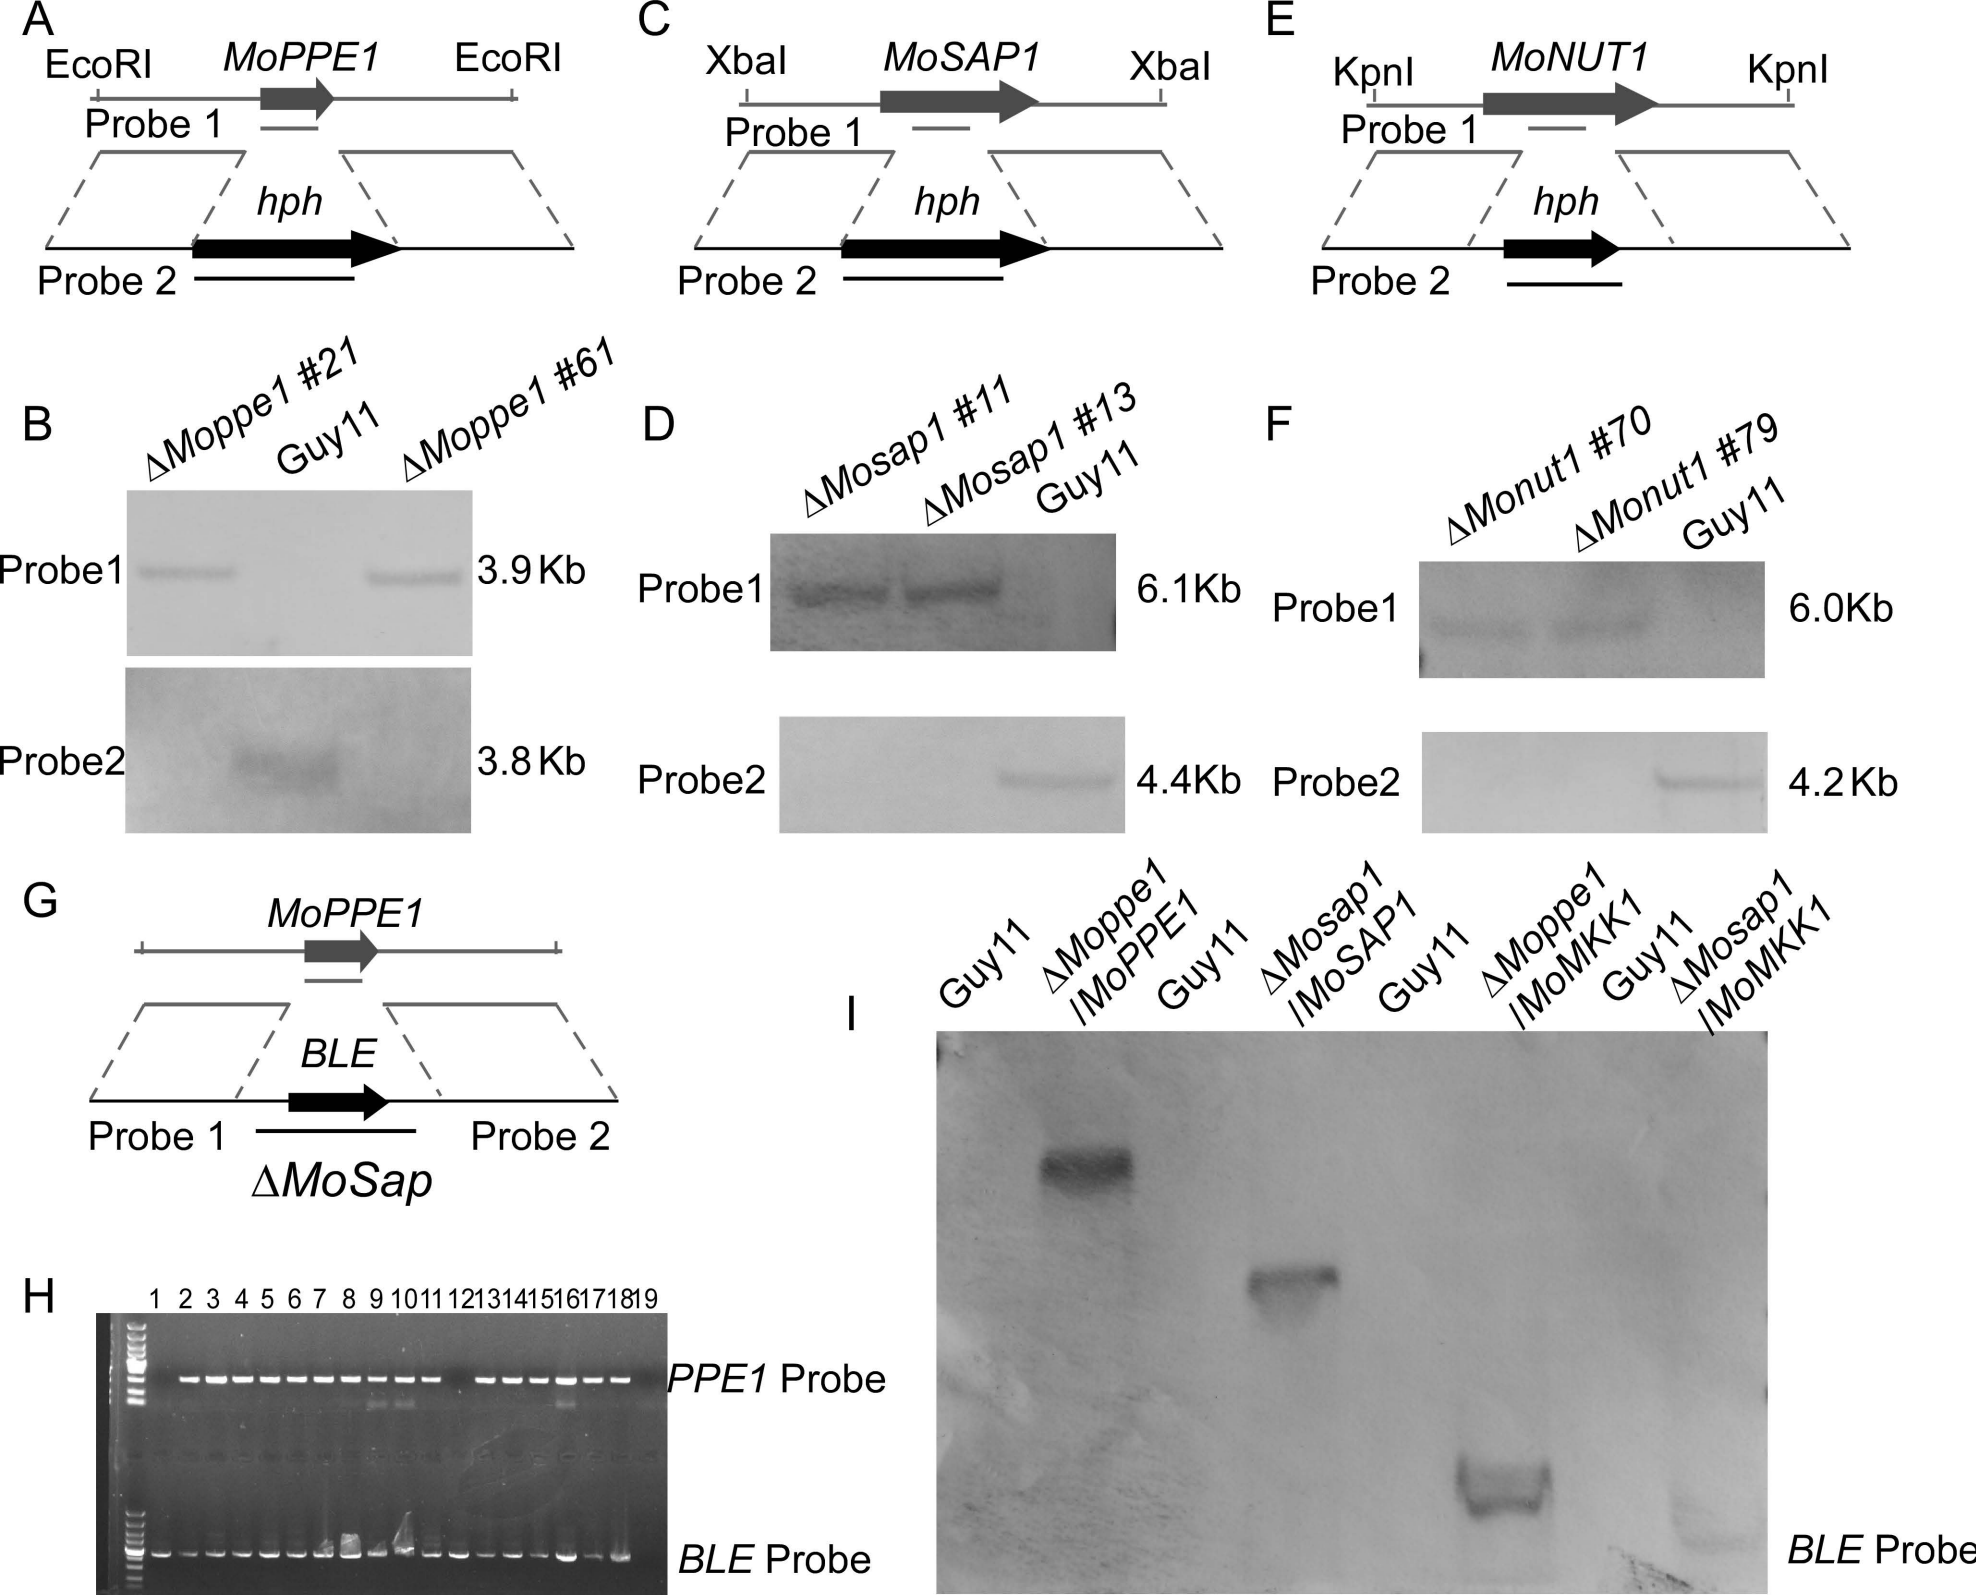 A
EcoRI MoPPE1 EcoRI
Probe 1
hph
Probe 2
C
XbaI MoSAP1 XbaI
Probe 1
hph
Probe 2
E
KpnI MoNUT1 KpnI
Probe 1
hph
Probe 2
B
ΔMoppe1 #21
Guy11
ΔMoppe1 #61
Probe1 3.9 Kb
Probe2 3.8 Kb
D
ΔMosap1 #11
ΔMosap1 #13
Guy11
Probe1 6.1Kb
Probe2 4.4Kb
F
ΔMonut1 #70
ΔMonut1 #79
Guy11
Probe1 6.0Kb
Probe2 4.2 Kb
G
MoPPE1
BLE
Probe 1 Probe 2
ΔMoSap
H
1 2 3 4 5 6 7 8 9 10 11 12 13 14 15 16 17 18 19
PPE1 Probe
BLE Probe
I
Guy11
ΔMoppe1
/MoPPE1
Guy11
ΔMosap1
/MoSAP1
Guy11
ΔMoppe1
/MoMKK1
Guy11
ΔMosap1
/MoMKK1
BLE Probe